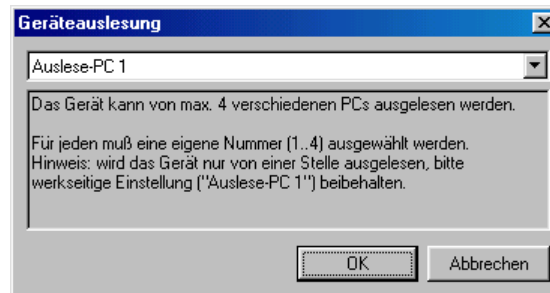 Geräteauslesung
Auslese-PC 1
Das Gerät kann von max. 4 verschiedenen PCs ausgelesen werden.
Für jeden muß eine eigene Nummer (1..4) ausgewählt werden.
Hinweis: wird das Gerät nur von einer Stelle ausgelesen, bitte
werkseitige Einstellung ("Auslese-PC 1") beibehalten.
OK
Abbrechen